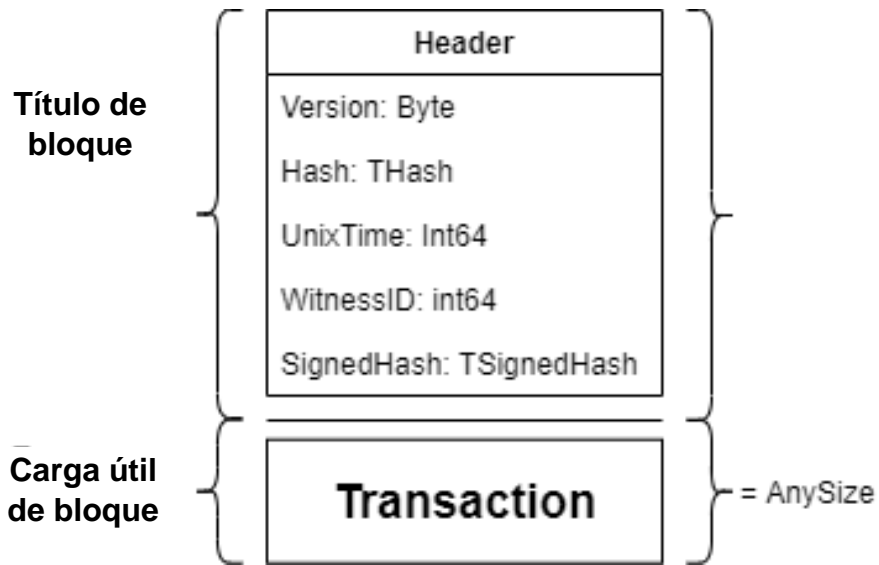 Header
Título de
bloque
Version: Byte
Hash: THash
UnixTime: Int64
WitnessID: int64
SignedHash: TSignedHash
Carga útil
de bloque
Transaction
= AnySize